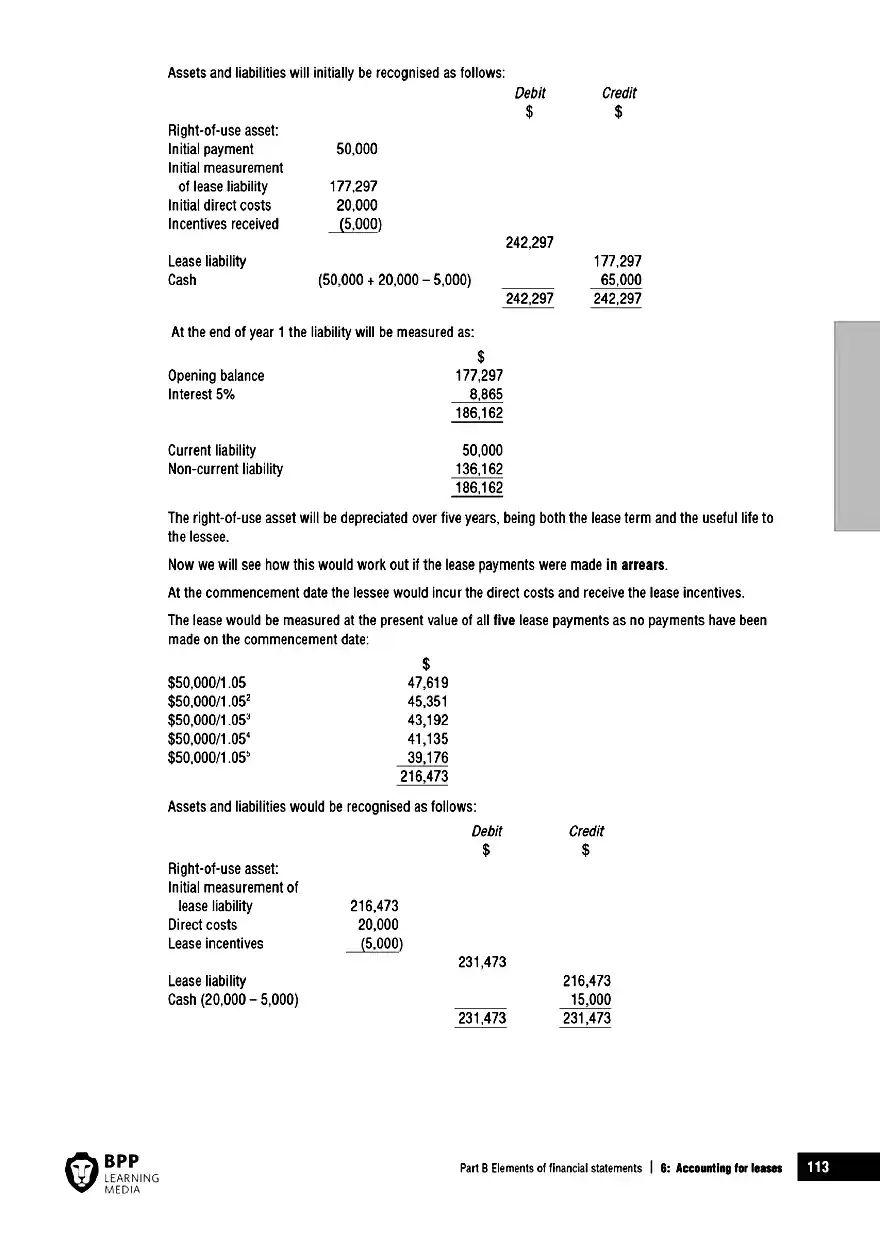 Assets and liabilities will initially be recognised as follows:
Debit Credit
$ $
Right-of-use asset:
Initial payment 50,000
Initial measurement
of lease liability 177,297
Initial direct costs 20,000
Incentives received (5,000)
242,297
Lease liability 177,297
Cash (50,000 + 20,000 – 5,000) 65,000
242,297 242,297
At the end of year 1 the liability will be measured as:
$
Opening balance 177,297
Interest 5% 8,865
186,162
Current liability 50,000
Non-current liability 136,162
186,162
The right-of-use asset will be depreciated over five years, being both the lease term and the useful life to
the lessee.
Now we will see how this would work out if the lease payments were made in arrears.
At the commencement date the lessee would incur the direct costs and receive the lease incentives.
The lease would be measured at the present value of all five lease payments as no payments have been
made on the commencement date:
$
$50,000/1.05 47,619
$50,000/1.05² 45,351
$50,000/1.05³ 43,192
$50,000/1.05⁴ 41,135
$50,000/1.05⁵ 39,176
216,473
Assets and liabilities would be recognised as follows:
Debit Credit
$ $
Right-of-use asset:
Initial measurement of
lease liability 216,473
Direct costs 20,000
Lease incentives (5,000)
231,473
Lease liability 216,473
Cash (20,000 – 5,000) 15,000
231,473 231,473
BPP
LEARNING
MEDIA
Part B Elements of financial statements | 6: Accounting for leases 113